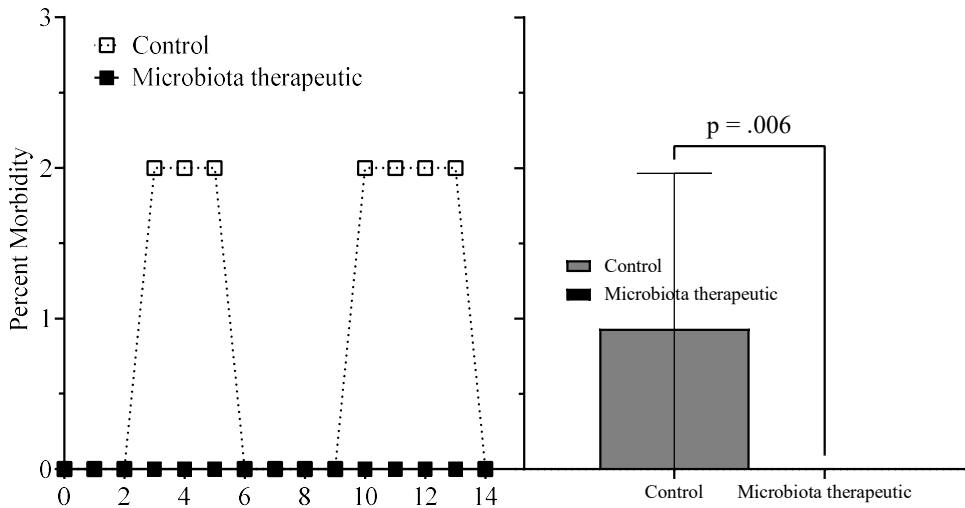 3
Control
Microbiota therapeutic
2
1
0
Percent Morbidity
0 2 4 6 8 10 12 14
p = .006
Control
Microbiota therapeutic
Control Microbiota therapeutic